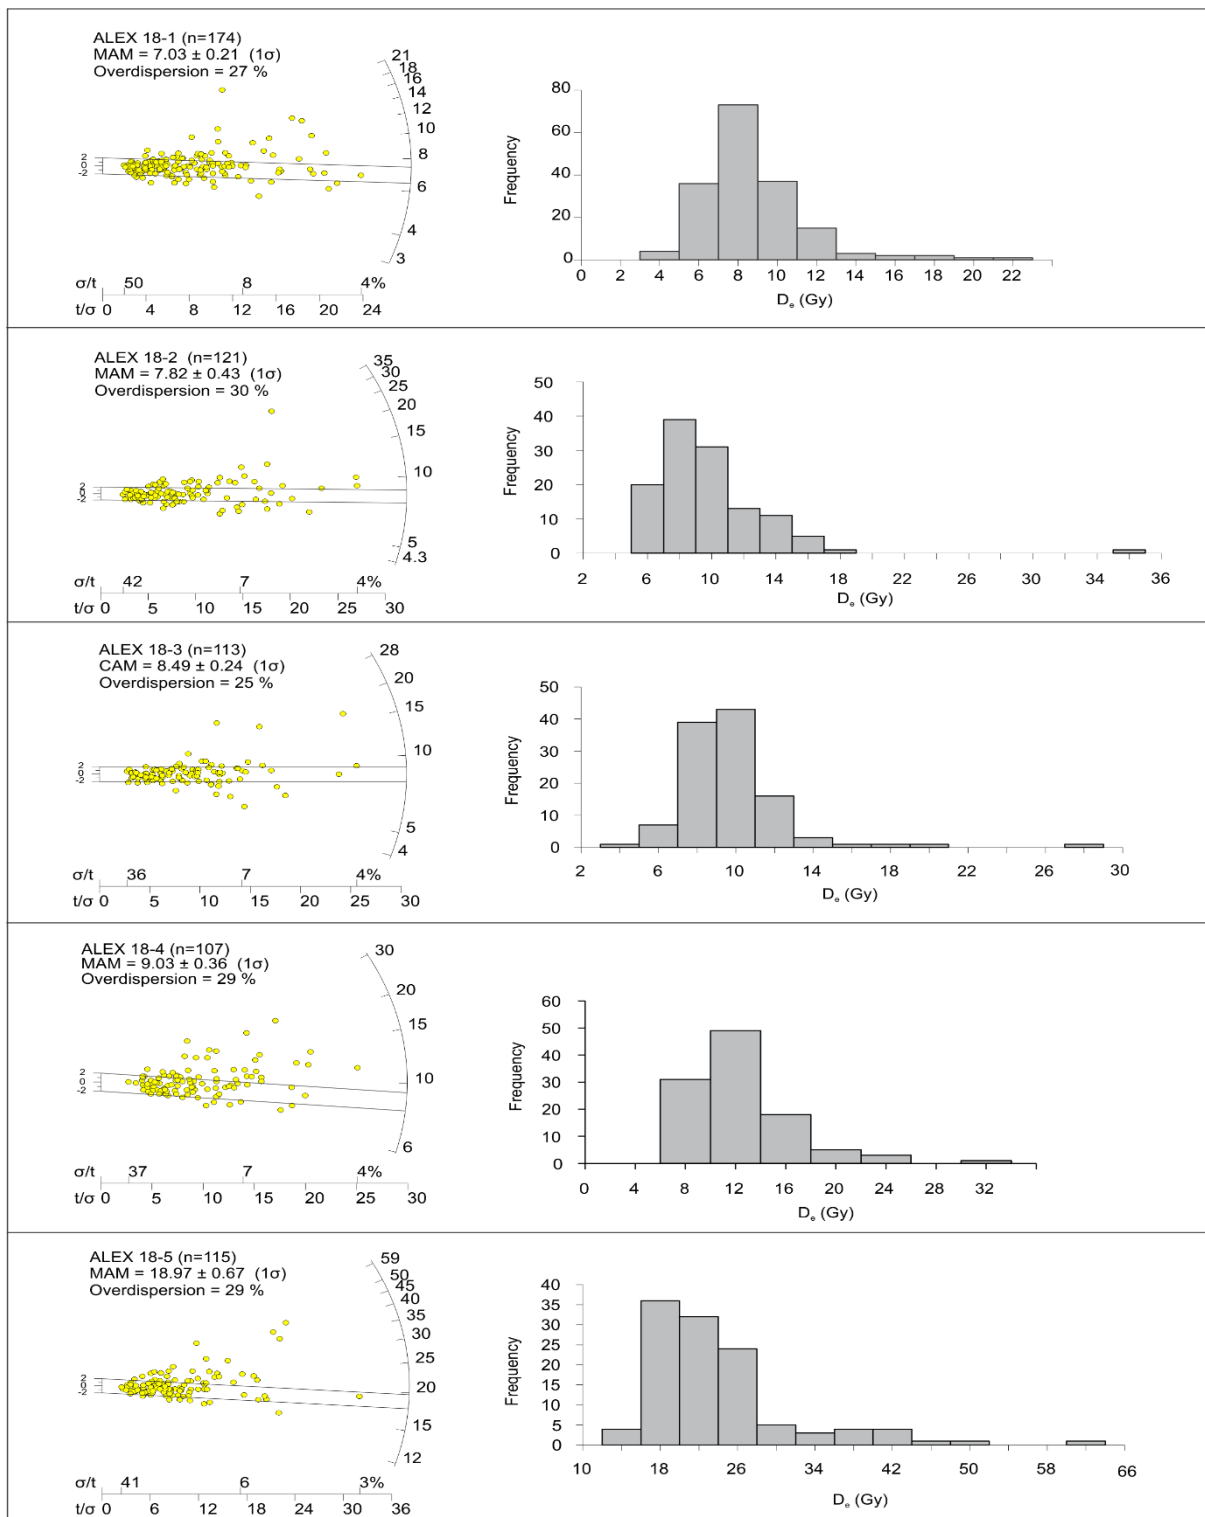 ALEX 18-1 (n=174)
MAM = 7.03 ± 0.21 (1σ)
Overdispersion = 27 %
21
18
16
14
12
10
8
6
4
3
2
0
-2
σ/t 50 8 4%
t/σ 0 4 8 12 16 20 24
Frequency
80
60
40
20
0
0 2 4 6 8 10 12 14 16 18 20 22
Dₑ (Gy)
ALEX 18-2 (n=121)
MAM = 7.82 ± 0.43 (1σ)
Overdispersion = 30 %
35
30
25
20
15
10
5
4.3
2
0
-2
σ/t 42 7 4%
t/σ 0 5 10 15 20 25 30
Frequency
50
40
30
20
10
0
2 6 10 14 18 22 26 30 34 36
Dₑ (Gy)
ALEX 18-3 (n=113)
CAM = 8.49 ± 0.24 (1σ)
Overdispersion = 25 %
28
20
15
10
5
4
2
0
-2
σ/t 36 7 4%
t/σ 0 5 10 15 20 25 30
Frequency
50
40
30
20
10
0
2 6 10 14 18 22 26 30
Dₑ (Gy)
ALEX 18-4 (n=107)
MAM = 9.03 ± 0.36 (1σ)
Overdispersion = 29 %
30
20
15
10
6
2
0
-2
σ/t 37 7 4%
t/σ 0 5 10 15 20 25 30
Frequency
60
50
40
30
20
10
0
0 4 8 12 16 20 24 28 32
Dₑ (Gy)
ALEX 18-5 (n=115)
MAM = 18.97 ± 0.67 (1σ)
Overdispersion = 29 %
59
50
45
40
35
30
25
20
15
12
2
0
-2
σ/t 41 6 3%
t/σ 0 6 12 18 24 30 36
Frequency
40
35
30
25
20
15
10
5
0
10 18 26 34 42 50 58 66
Dₑ (Gy)